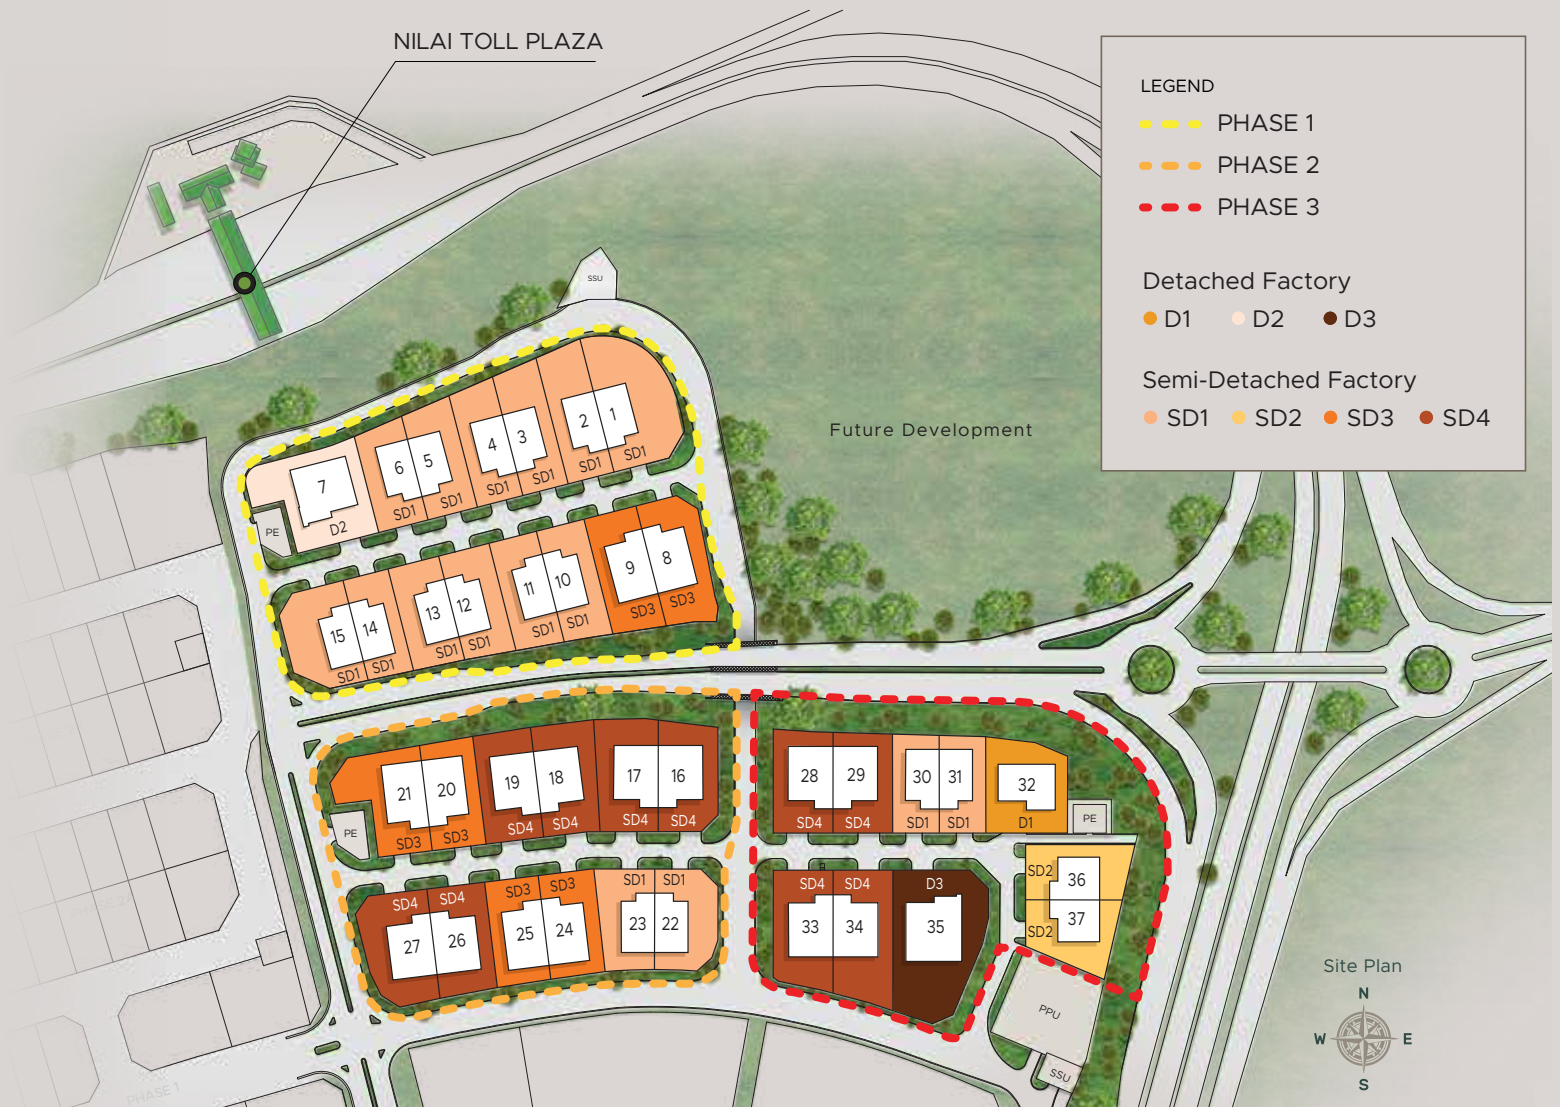 NILAI TOLL PLAZA
LEGEND
PHASE 1
PHASE 2
PHASE 3
Detached Factory
D1 D2 D3
Semi-Detached Factory
SD1 SD2 SD3 SD4
SSU
Future Development
2 1
SD1 SD1
4 3
SD1 SD1
6 5
SD1 SD1
7
D2
PE
9 8
SD3 SD3
11 10
SD1 SD1
13 12
SD1 SD1
15 14
SD1 SD1
21 20
SD3 SD3
19 18
SD4 SD4
17 16
SD4 SD4
PE
SD4 SD4
27 26
SD3 SD3
25 24
SD1 SD1
23 22
28 29
SD4 SD4
30 31
SD1 SD1
32
D1
PE
SD4 SD4
33 34
D3
35
SD2 36
SD2 37
PPU
SSU
Site Plan
N
W E
S
PHASE 1